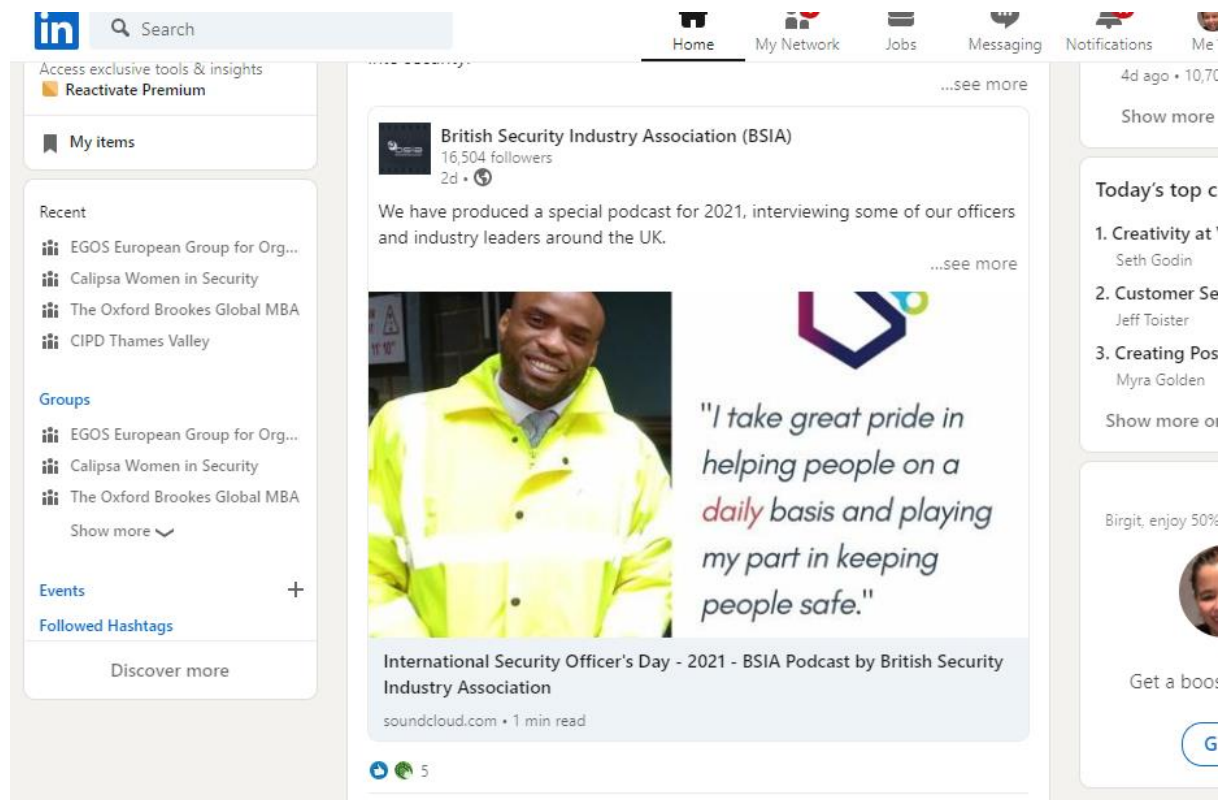 in
Search
Home
My Network
Jobs
Messaging
Notifications
Me
Access exclusive tools & insights
Reactivate Premium
My items
Recent
EGOS European Group for Org...
Calipsa Women in Security
The Oxford Brookes Global MBA
CIPD Thames Valley
Groups
EGOS European Group for Org...
Calipsa Women in Security
The Oxford Brookes Global MBA
Show more
Events
Followed Hashtags
Discover more
...see more
British Security Industry Association (BSIA)
16,504 followers
2d •
We have produced a special podcast for 2021, interviewing some of our officers
and industry leaders around the UK.
...see more
bsia
11' 10"
"I take great pride in
helping people on a
daily basis and playing
my part in keeping
people safe."
International Security Officer's Day - 2021 - BSIA Podcast by British Security
Industry Association
soundcloud.com • 1 min read
5
4d ago • 10,70
Show more
Today's top c
1. Creativity at
Seth Godin
2. Customer Se
Jeff Toister
3. Creating Pos
Myra Golden
Show more o
Birgit, enjoy 50%
Get a boos
G